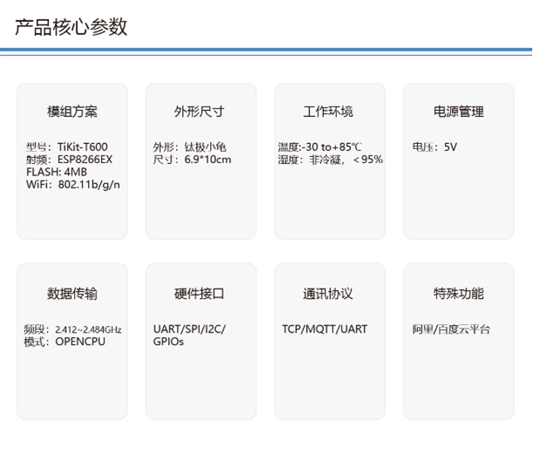 产品核心参数
模组方案
型号：TiKit-T600
射频：ESP8266EX
FLASH: 4MB
WiFi：802.11b/g/n
外形尺寸
外形：钛极小龟
尺寸：6.9*10cm
工作环境
温度:-30 to+85℃
湿度：非冷凝，<95%
电源管理
电压：5V
数据传输
频段：2.412~2.484GHz
模式：OPENCPU
硬件接口
UART/SPI/I2C/
GPIOs
通讯协议
TCP/MQTT/UART
特殊功能
阿里/百度云平台